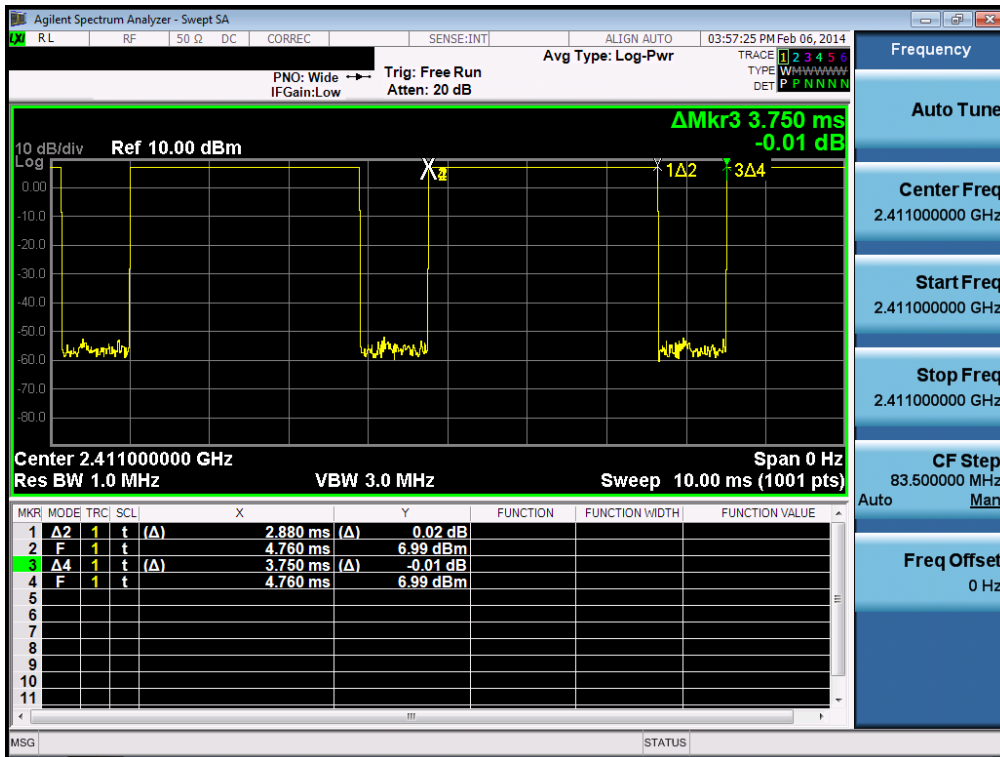 Agilent Spectrum Analyzer - Swept SA
LXI RL RF 50 Ω DC CORREC SENSE:INT ALIGN AUTO 03:57:25 PM Feb 06, 2014
Avg Type: Log-Pwr
TRACE 1 2 3 4 5 6
PNO: Wide Trig: Free Run
TYPE WMWWWW
IFGain:Low Atten: 20 dB
DET P P N N N N
ΔMkr3 3.750 ms
-0.01 dB
10 dB/div Ref 10.00 dBm
Log
1Δ2 3Δ4
0.00
-10.0
-20.0
-30.0
-40.0
-50.0
-60.0
-70.0
-80.0
Center 2.411000000 GHz Span 0 Hz
Res BW 1.0 MHz VBW 3.0 MHz Sweep 10.00 ms (1001 pts)
MKR MODE TRC SCL X Y FUNCTION FUNCTION WIDTH FUNCTION VALUE
1 Δ2 1 t (Δ) 2.880 ms (Δ) 0.02 dB
2 F 1 t 4.760 ms 6.99 dBm
3 Δ4 1 t (Δ) 3.750 ms (Δ) -0.01 dB
4 F 1 t 4.760 ms 6.99 dBm
5
6
7
8
9
10
11
MSG STATUS
Frequency
Auto Tune
Center Freq
2.411000000 GHz
Start Freq
2.411000000 GHz
Stop Freq
2.411000000 GHz
CF Step
83.500000 MHz
Auto Man
Freq Offset
0 Hz